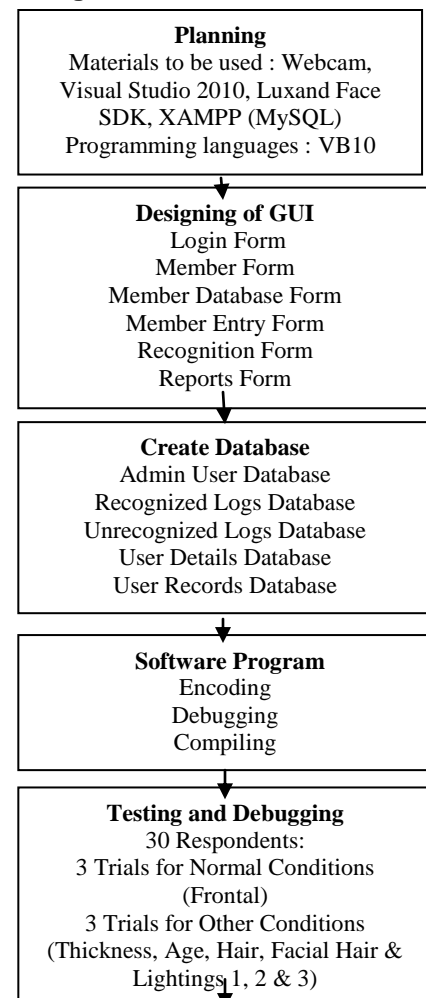 Planning
Materials to be used : Webcam,
Visual Studio 2010, Luxand Face
SDK, XAMPP (MySQL)
Programming languages : VB10
Designing of GUI
Login Form
Member Form
Member Database Form
Member Entry Form
Recognition Form
Reports Form
Create Database
Admin User Database
Recognized Logs Database
Unrecognized Logs Database
User Details Database
User Records Database
Software Program
Encoding
Debugging
Compiling
Testing and Debugging
30 Respondents:
3 Trials for Normal Conditions
(Frontal)
3 Trials for Other Conditions
(Thickness, Age, Hair, Facial Hair &
Lightings 1, 2 & 3)